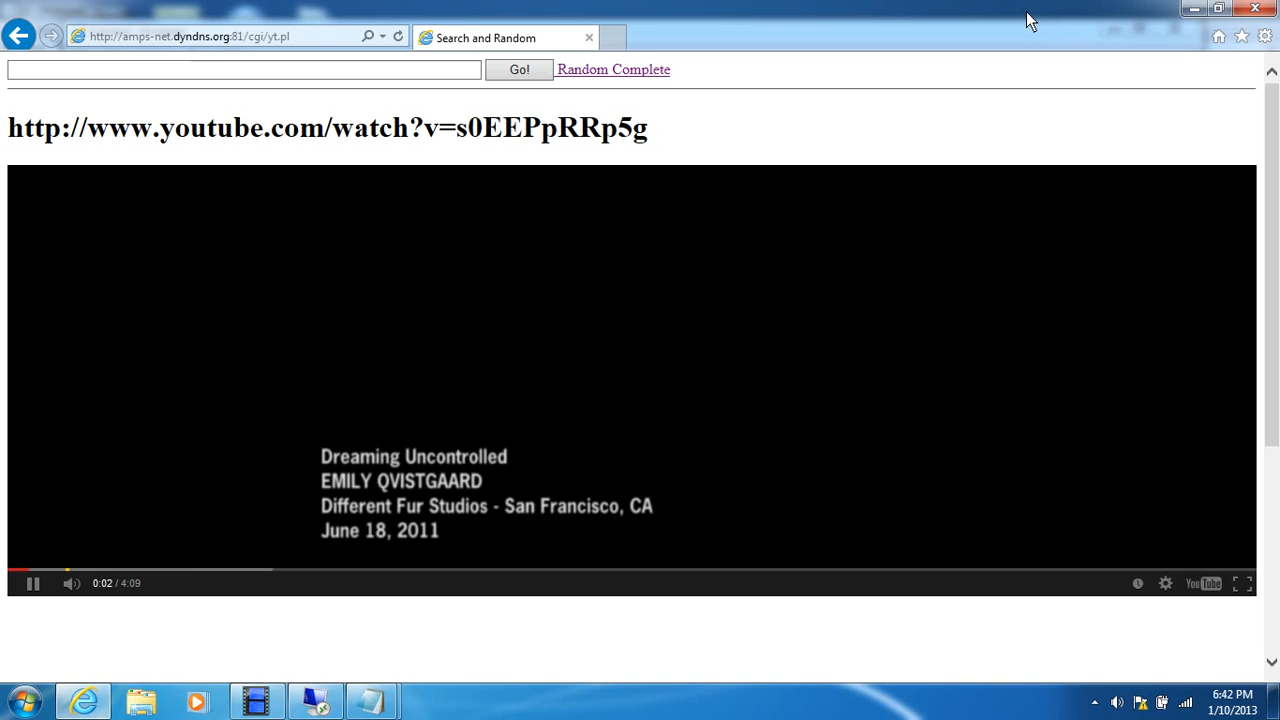 http://amps-net.dyndns.org:81/cgi/yt.pl
Search and Random
Go!
Random Complete
http://www.youtube.com/watch?v=s0EEPpRRp5g
Dreaming Uncontrolled
EMILY QVISTGAARD
Different Fur Studios - San Francisco, CA
June 18, 2011
0:02 / 4:09
YouTube
6:42 PM
1/10/2013